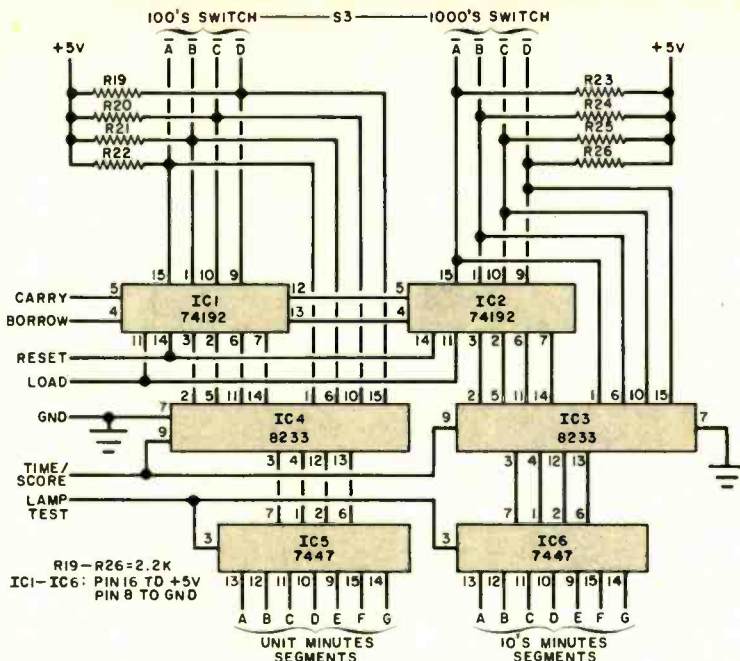 100'S SWITCH S3 1000'S SWITCH
A B C D A B C D
+5V +5V
R19 R23
R20 R24
R21 R25
R22 R26
15 1 10 9 15 1 10 9
CARRY 5 IC1 12 5 IC2
BORROW 4 74192 13 4 74192
11 14 3 2 6 7 14 11 3 2 6 7
RESET
LOAD
2 5 11 14 1 6 10 15 2 5 11 14 1 6 10 15
GND 7 IC4 9 IC3 7
9 8233 8233
TIME/
SCORE
3 4 12 13 3 4 12 13
LAMP
TEST
7 1 2 6 7 1 2 6
3 IC5 3 IC6
7447 7447
R19–R26=2.2K
IC1–IC6: PIN 16 TO +5V
PIN 8 TO GND
13 12 11 10 9 15 14 13 12 11 10 9 15 14
A B C D E F G A B C D E F G
UNIT MINUTES 10'S MINUTES
SEGMENTS SEGMENTS